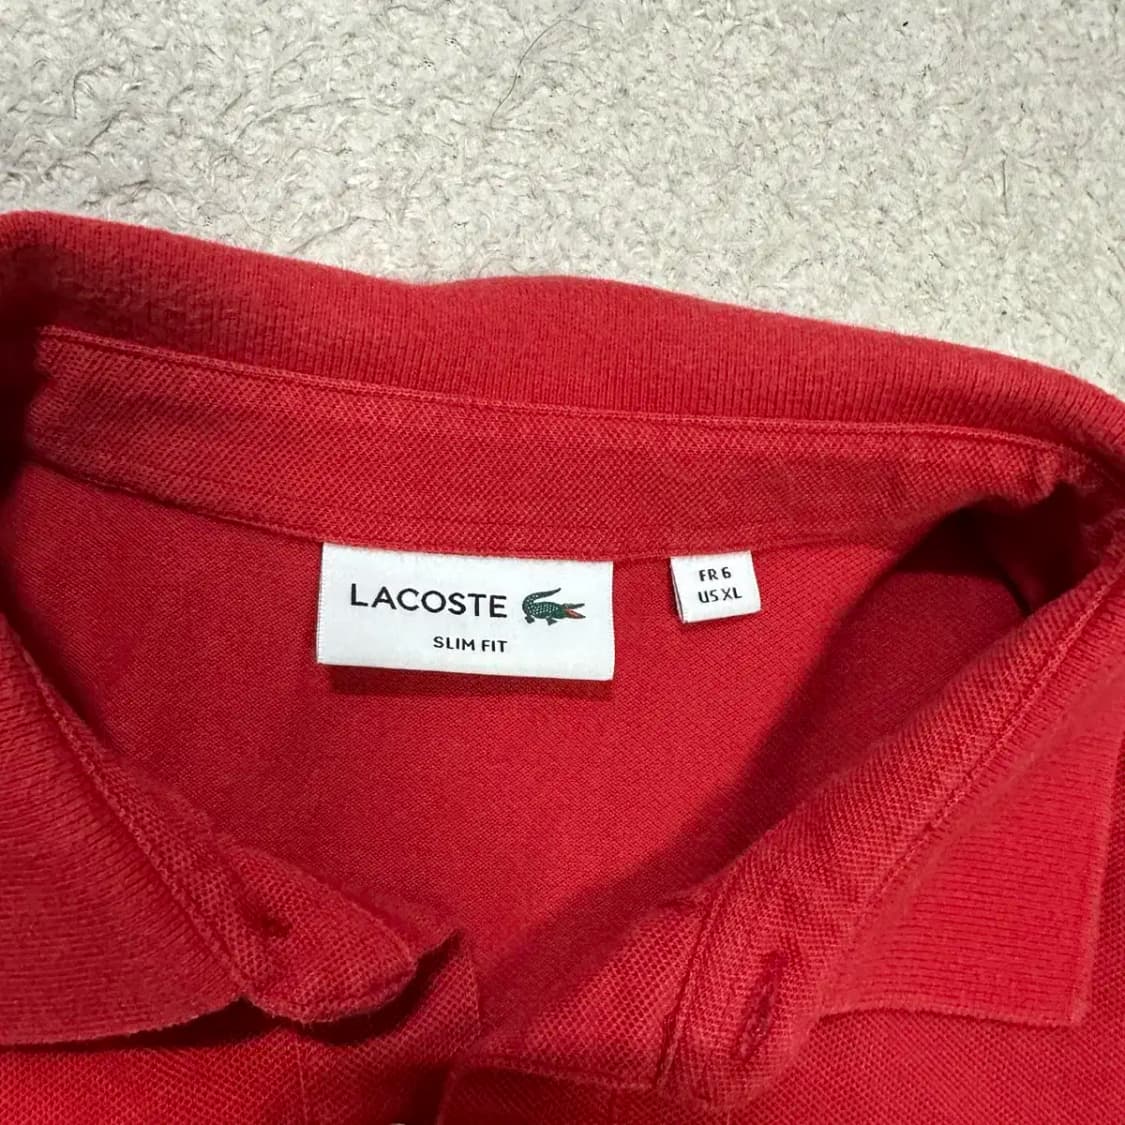 LACOSTE
SLIM FIT
FR 6
US XL